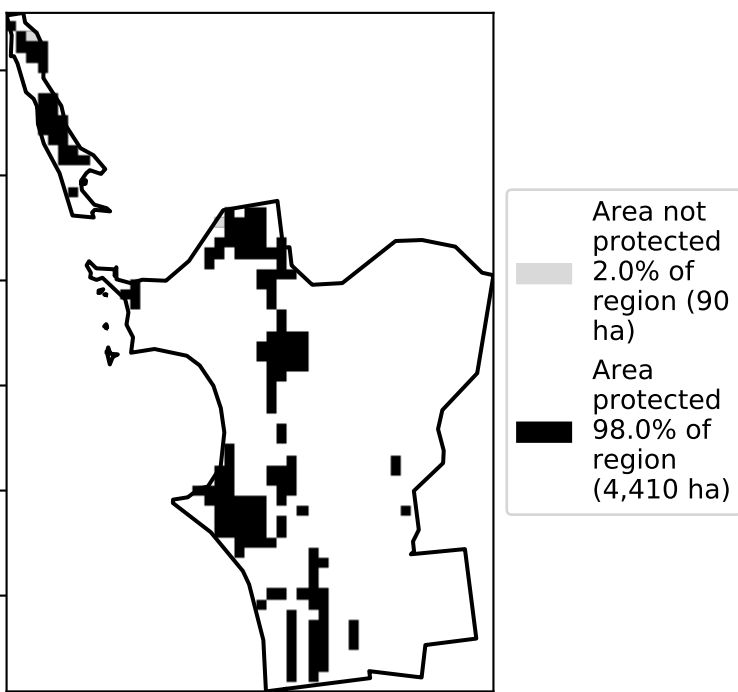 Area not
protected
2.0% of
region (90
ha)
Area
protected
98.0% of
region
(4,410 ha)